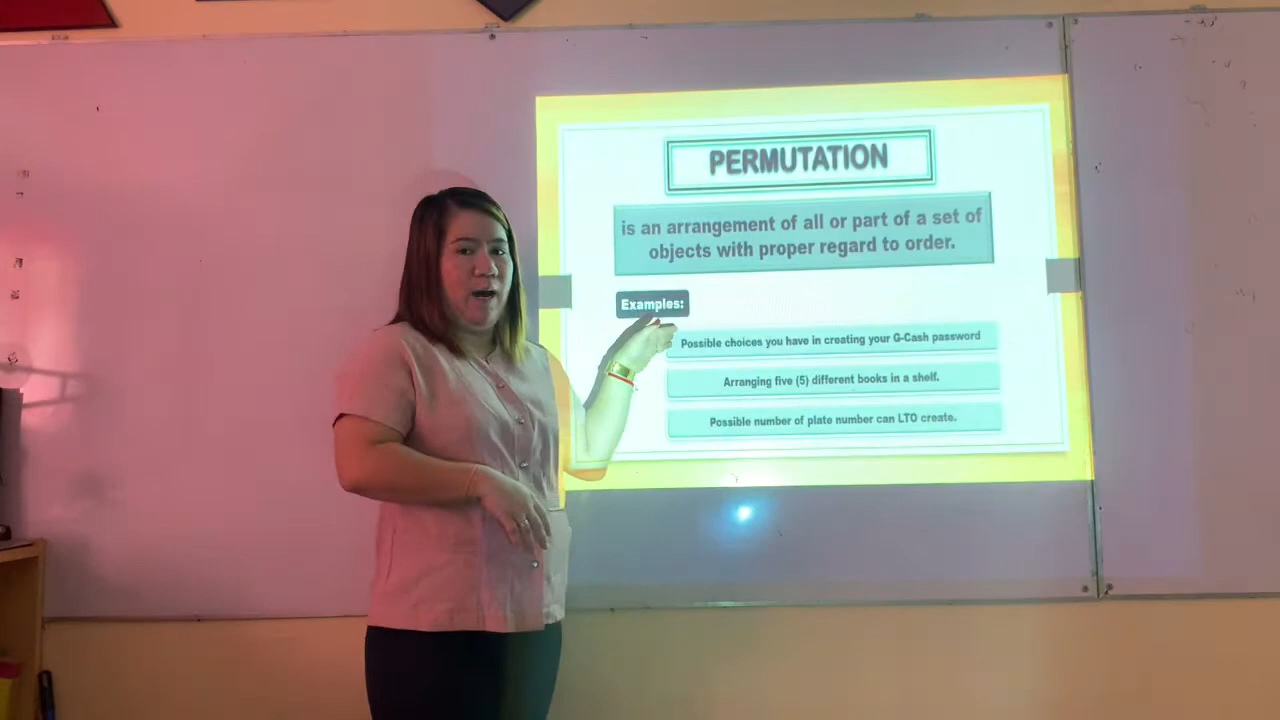 PERMUTATION
is an arrangement of all or part of a set of
objects with proper regard to order.
Examples:
Possible choices you have in creating your G-Cash password
Arranging five (5) different books in a shelf.
Possible number of plate number can LTO create.